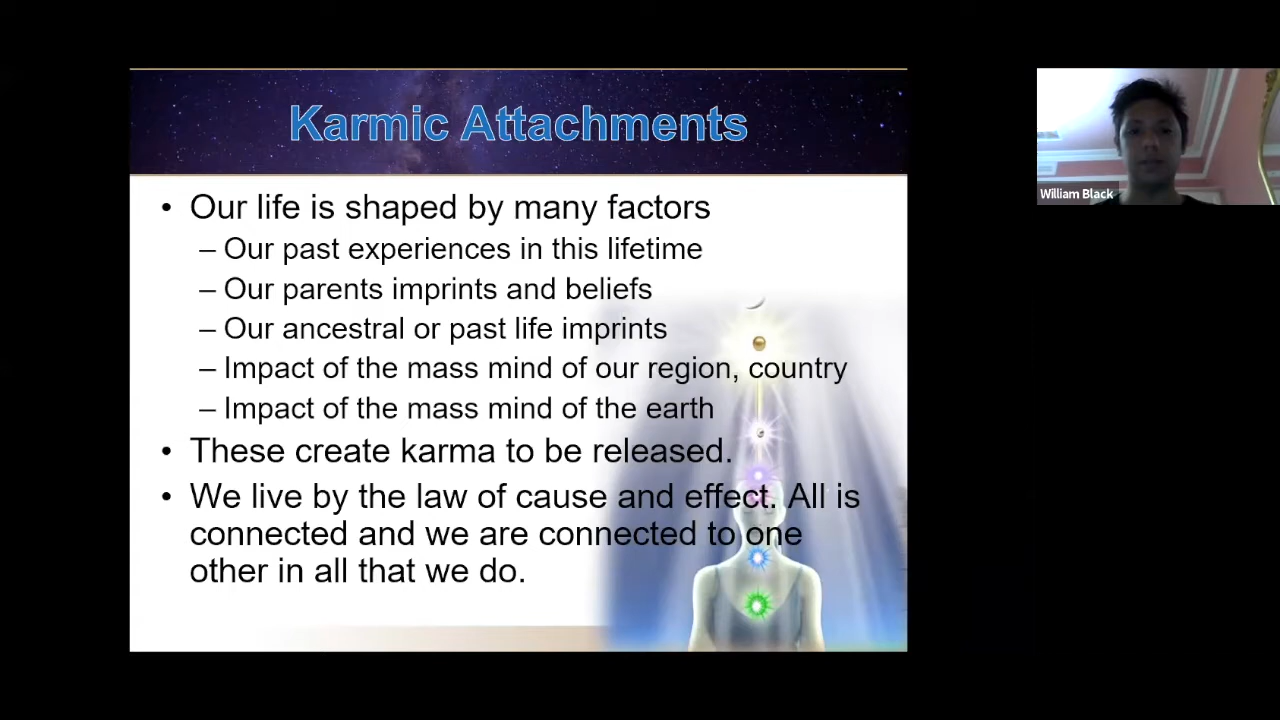 Karmic Attachments
• Our life is shaped by many factors
– Our past experiences in this lifetime
– Our parents imprints and beliefs
– Our ancestral or past life imprints
– Impact of the mass mind of our region, country
– Impact of the mass mind of the earth
• These create karma to be released.
• We live by the law of cause and effect. All is
connected and we are connected to one
other in all that we do.
William Black